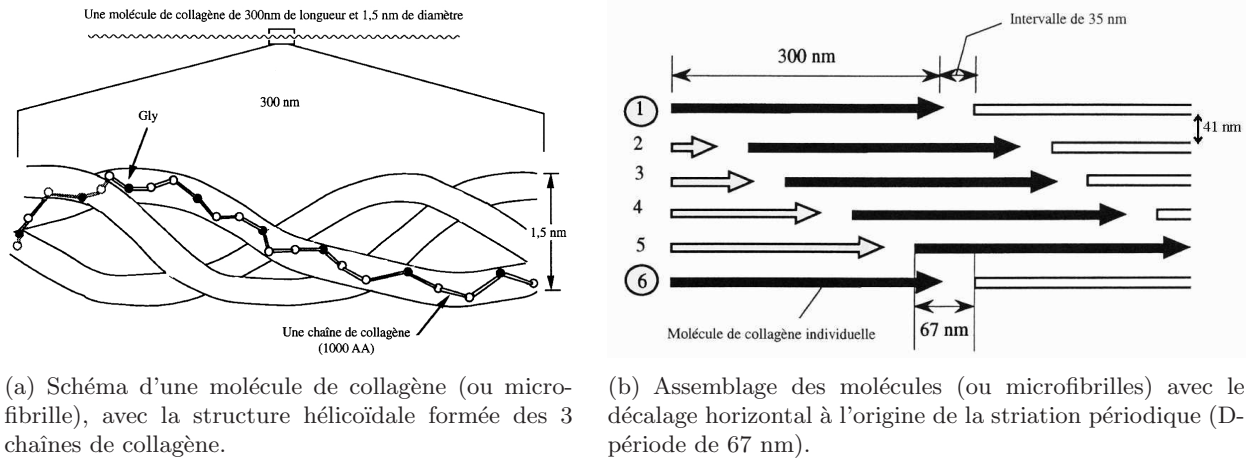 Une molécule de collagène de 300nm de longueur et 1,5 nm de diamètre
300 nm
Gly
1,5 nm
Une chaîne de collagène
(1000 AA)
(a) Schéma d'une molécule de collagène (ou micro-
fibrille), avec la structure hélicoïdale formée des 3
chaînes de collagène.
Intervalle de 35 nm
300 nm
1
41 nm
2
3
4
5
6
Molécule de collagène individuelle
67 nm
(b) Assemblage des molécules (ou microfibrilles) avec le
décalage horizontal à l'origine de la striation périodique (D-
période de 67 nm).